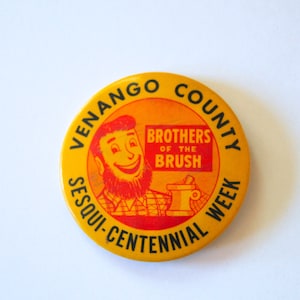 VENANGO COUNTY
BROTHERS
OF THE
BRUSH
SESQUI-CENTENNIAL WEEK